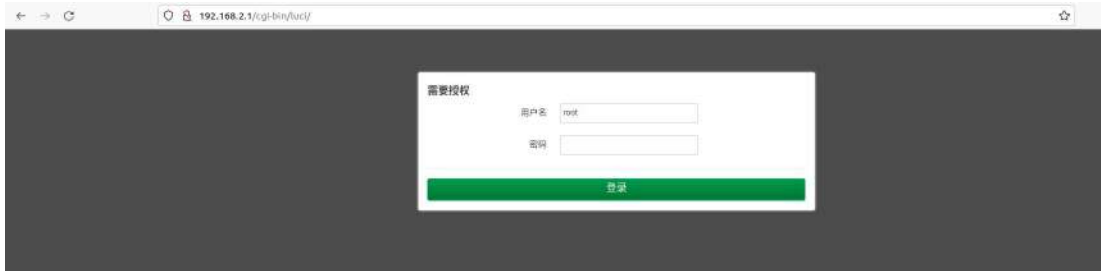 192.168.2.1/cgi-bin/luci/
需要授权
用户名 root
密码
登录